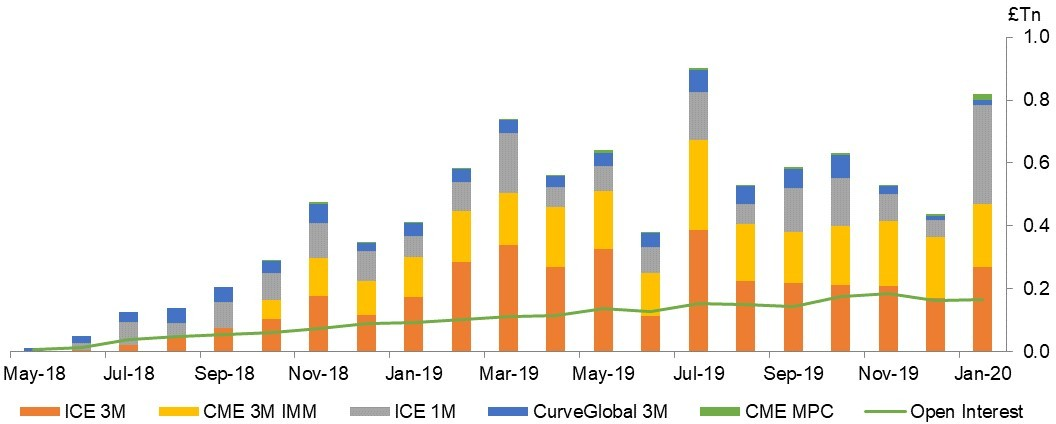 £Tn
1.0
0.8
0.6
0.4
0.2
0.0
May-18 Jul-18 Sep-18 Nov-18 Jan-19 Mar-19 May-19 Jul-19 Sep-19 Nov-19 Jan-20
ICE 3M CME 3M IMM ICE 1M CurveGlobal 3M CME MPC Open Interest